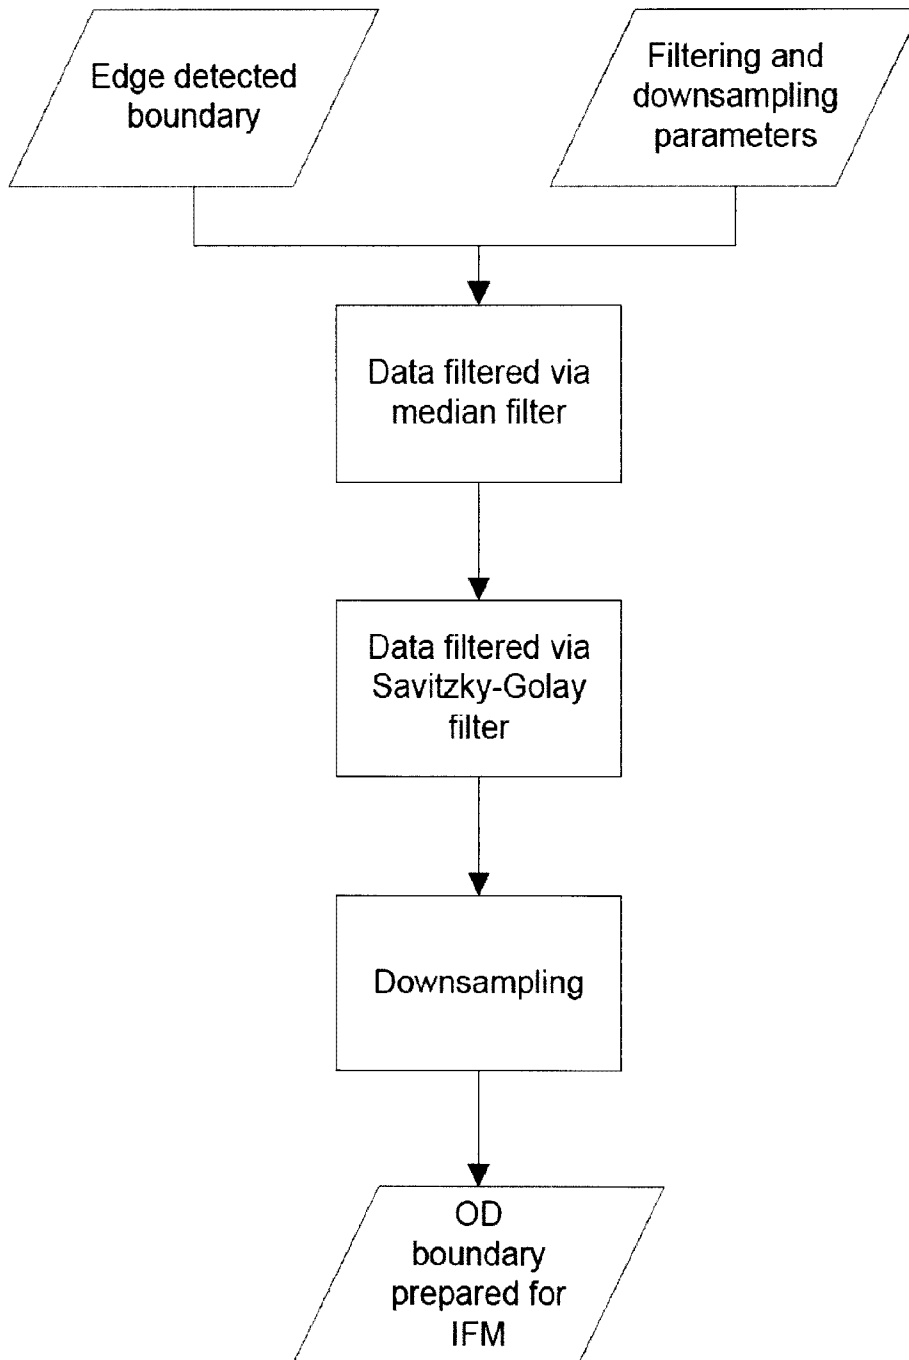 Edge detected
boundary
Filtering and
downsampling
parameters
Data filtered via
median filter
Data filtered via
Savitzky-Golay
filter
Downsampling
OD
boundary
prepared for
IFM